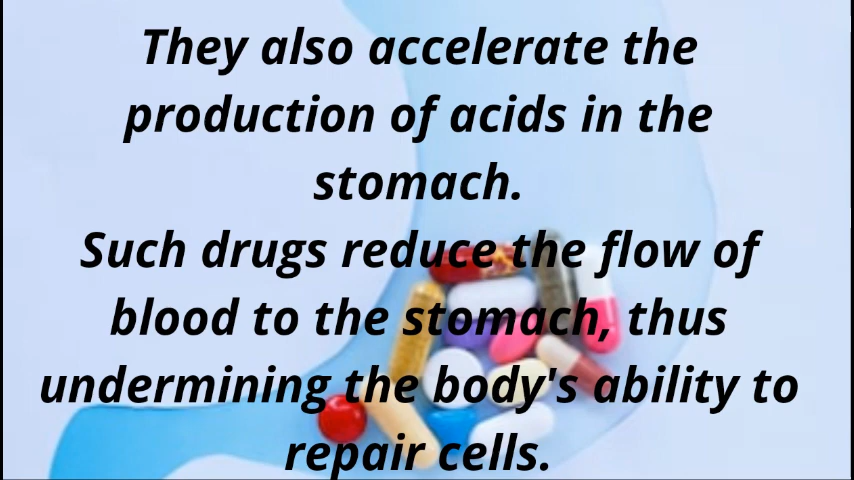 They also accelerate the
production of acids in the
stomach.
Such drugs reduce the flow of
blood to the stomach, thus
undermining the body's ability to
repair cells.